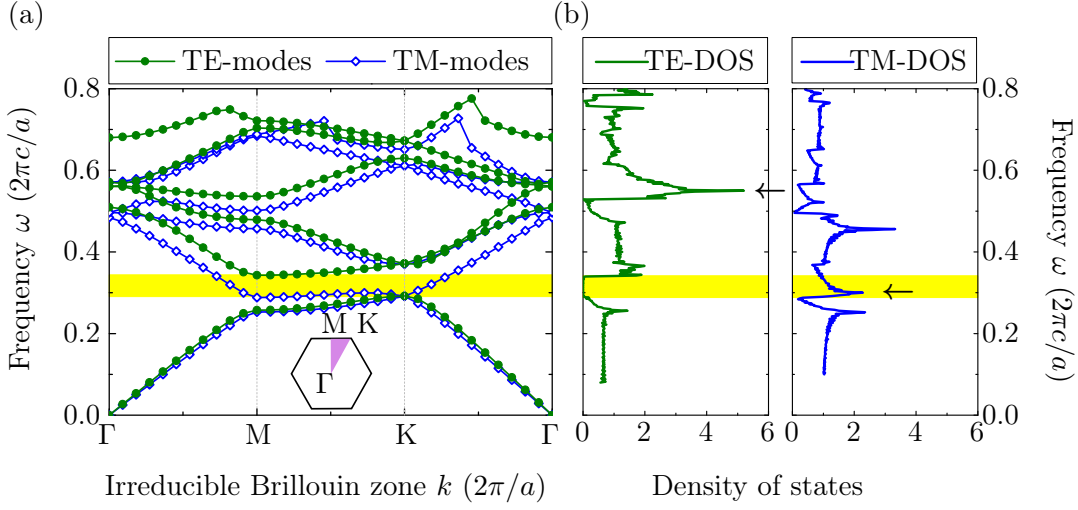 (a)
(b)
TE-modes TM-modes
TE-DOS
TM-DOS
Frequency ω (2πc/a)
0.8
0.6
0.4
0.2
0.0
M K
Γ
Γ M K Γ
Irreducible Brillouin zone k (2π/a)
0 2 4 6
0 2 4 6
Density of states
0.8
0.6
0.4
0.2
0.0
Frequency ω (2πc/a)